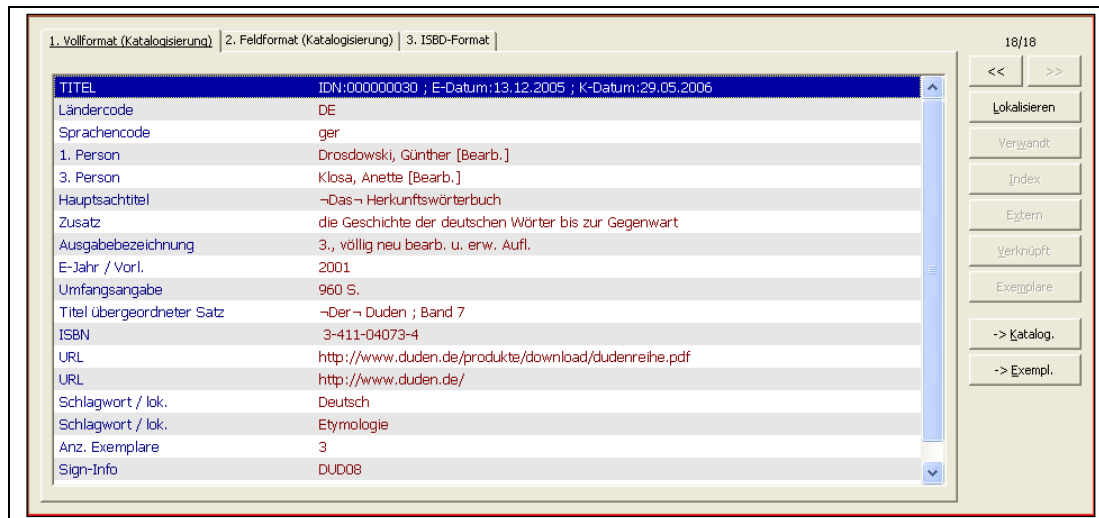 1. Vollformat (Katalogisierung) 2. Feldformat (Katalogisierung) 3. ISBD-Format
18/18
<< >>
TITEL IDN:000000030 ; E-Datum:13.12.2005 ; K-Datum:29.05.2006
Ländercode DE
Sprachencode ger
1. Person Drosdowski, Günther [Bearb.]
3. Person Klosa, Anette [Bearb.]
Hauptsachtitel ¬Das¬ Herkunftswörterbuch
Zusatz die Geschichte der deutschen Wörter bis zur Gegenwart
Ausgabebezeichnung 3., völlig neu bearb. u. erw. Aufl.
E-Jahr / Vorl. 2001
Umfangsangabe 960 S.
Titel übergeordneter Satz ¬Der¬ Duden ; Band 7
ISBN 3-411-04073-4
URL http://www.duden.de/produkte/download/dudenreihe.pdf
URL http://www.duden.de/
Schlagwort / lok. Deutsch
Schlagwort / lok. Etymologie
Anz. Exemplare 3
Sign-Info DUD08
Lokalisieren
Verwandt
Index
Extern
Verknüpft
Exemplare
-> Katalog.
-> Exempl.